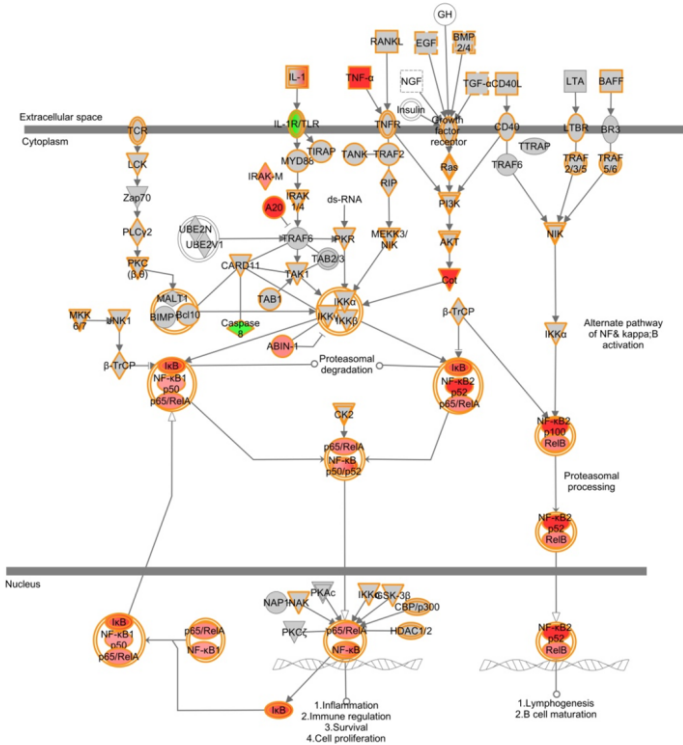 GH
RANKL
EGF
BMP
2/4
IL-1
TNF-α
NGF
TGF-α
CD40L
LTA
BAFF
Insulin
Extracellular space
Cytoplasm
TCR
IL-1R/TLR
TNFR
Growth
factor
receptor
CD40
LTBR
BR3
LCK
MYD88
TIRAP
TANK
TRAF2
TTRAP
TRAF6
TRAF
2/3/5
TRAF
5/6
Zap70
IRAK-M
IRAK
1/4
RIP
Ras
PI3K
A20
ds-RNA
PLCγ2
UBE2N
UBE2V1
TRAF6
PKR
MEKK3/
NIK
AKT
NIK
PKC
(β,θ)
CARD11
TAK1
TAB2/3
Cot
MALT1
BIMP
Bcl10
TAB1
IKKα
IKKγ
IKKβ
MKK
6/7
JNK1
Caspase
8
ABIN-1
β-TrCP
IKKα
Alternate pathway
of NF& kappa;B
activation
β-TrCP
IκB
NF-κB1
p50
p65/RelA
Proteasomal
degradation
IκB
NF-κB2
p52
p65/RelA
CK2
p65/RelA
NF-κB
p50/p52
NF-κB2
p100
RelB
Proteasomal
processing
NF-κB2
p52
RelB
Nucleus
NAP1
NAK
PKAc
IKKα
GSK-3β
CBP/p300
PKCζ
HDAC1/2
IκB
NF-κB1
p50
p65/RelA
p65/RelA
NF-κB1
p65/RelA
NF-κB
NF-κB2
p52
RelB
IκB
1.Inflammation
2.Immune regulation
3.Survival
4.Cell proliferation
1.Lymphogenesis
2.B cell maturation